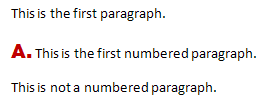 This is the first paragraph.
A. This is the first numbered paragraph.
This is not a numbered paragraph.